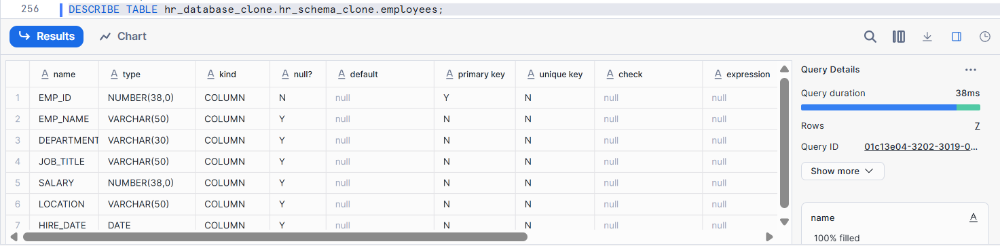 256 DESCRIBE TABLE hr_database_clone.hr_schema_clone.employees;
Results Chart
A name A type A kind A null? A default A primary key A unique key A check A expression
1 EMP_ID NUMBER(38,0) COLUMN N null Y N null null
2 EMP_NAME VARCHAR(50) COLUMN Y null N N null null
3 DEPARTMENT VARCHAR(30) COLUMN Y null N N null null
4 JOB_TITLE VARCHAR(50) COLUMN Y null N N null null
5 SALARY NUMBER(38,0) COLUMN Y null N N null null
6 LOCATION VARCHAR(50) COLUMN Y null N N null null
7 HIRE_DATE DATE COLUMN Y null N N null null
Query Details ...
Query duration 38ms
Rows 7
Query ID 01c13e04-3202-3019-0...
Show more
name A
100% filled